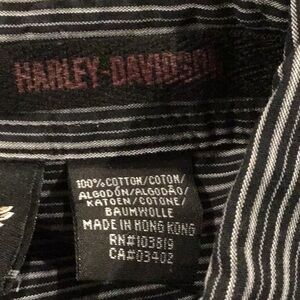 HARLEY-DAVIDSON
100% COTTON/COTON/
ALGODÓN/ALGODÃO/
KATOEN/COTONE/
BAUMWOLLE
MADE IN HONG KONG
RN#103819
CA#03402